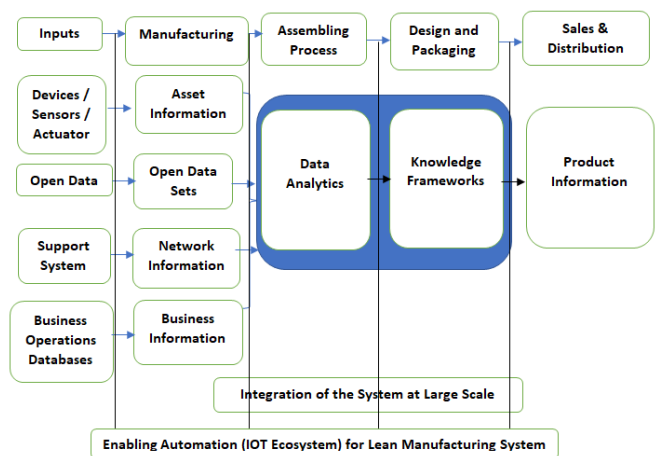 Inputs
Manufacturing
Assembling
Process
Design and
Packaging
Sales &
Distribution
Devices /
Sensors /
Actuator
Asset
Information
Open Data
Open Data
Sets
Data
Analytics
Knowledge
Frameworks
Product
Information
Support
System
Network
Information
Business
Operations
Databases
Business
Information
Integration of the System at Large Scale
Enabling Automation (IOT Ecosystem) for Lean Manufacturing System